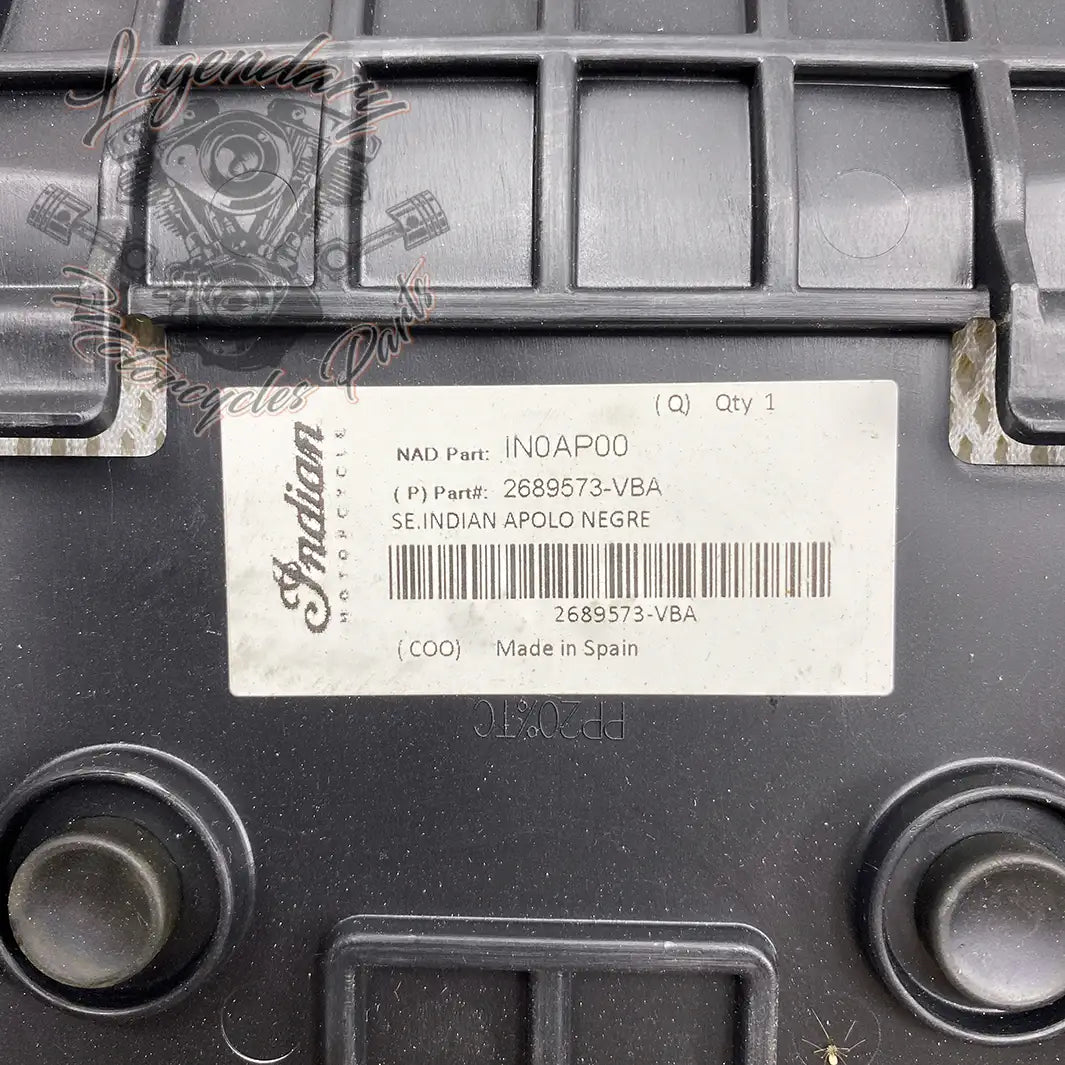 Legendary
Motorcycles Parts
(Q) Qty 1
NAD Part: IN0AP00
(P) Part#: 2689573-VBA
SE.INDIAN APOLO NEGRE
2689573-VBA
(COO) Made in Spain
Indian
MOTORCYCLE
PP20%TC